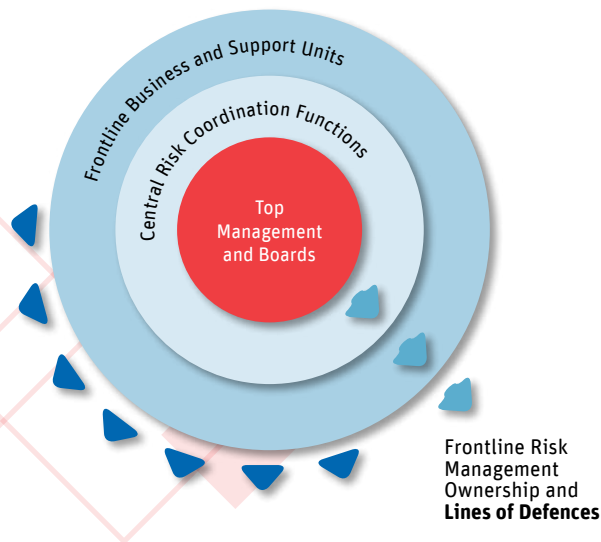 Frontline Business and Support Units
Central Risk Coordination Functions
Top
Management
and Boards
Frontline Risk
Management
Ownership and
Lines of Defences